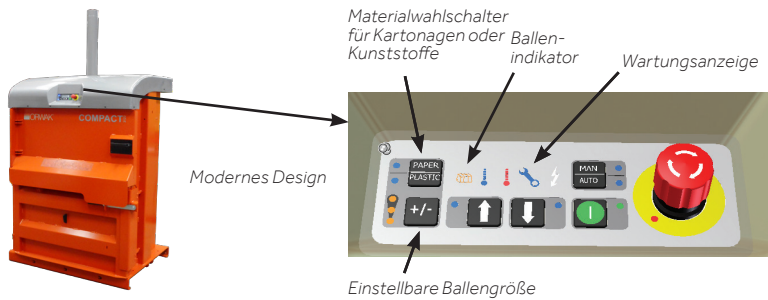 Materialwahlschalter
für Kartonagen oder
Kunststoffe
Ballen-
indikator
Wartungsanzeige
ORWAK
COMPACT
Modernes Design
PAPER
PLASTIC
MAN
AUTO
+/-
Einstellbare Ballengröße